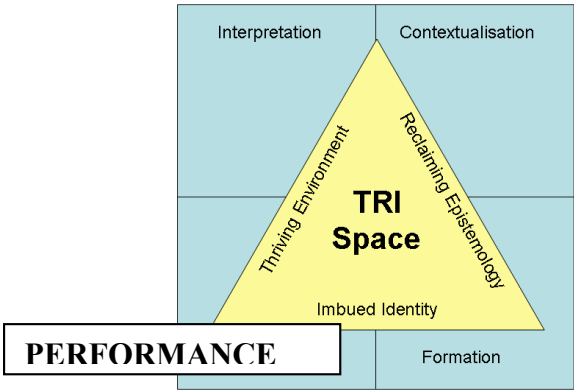 Interpretation
Contextualisation
Thriving Environment
Reclaiming Epistemology
TRI
Space
Imbued Identity
PERFORMANCE
Formation